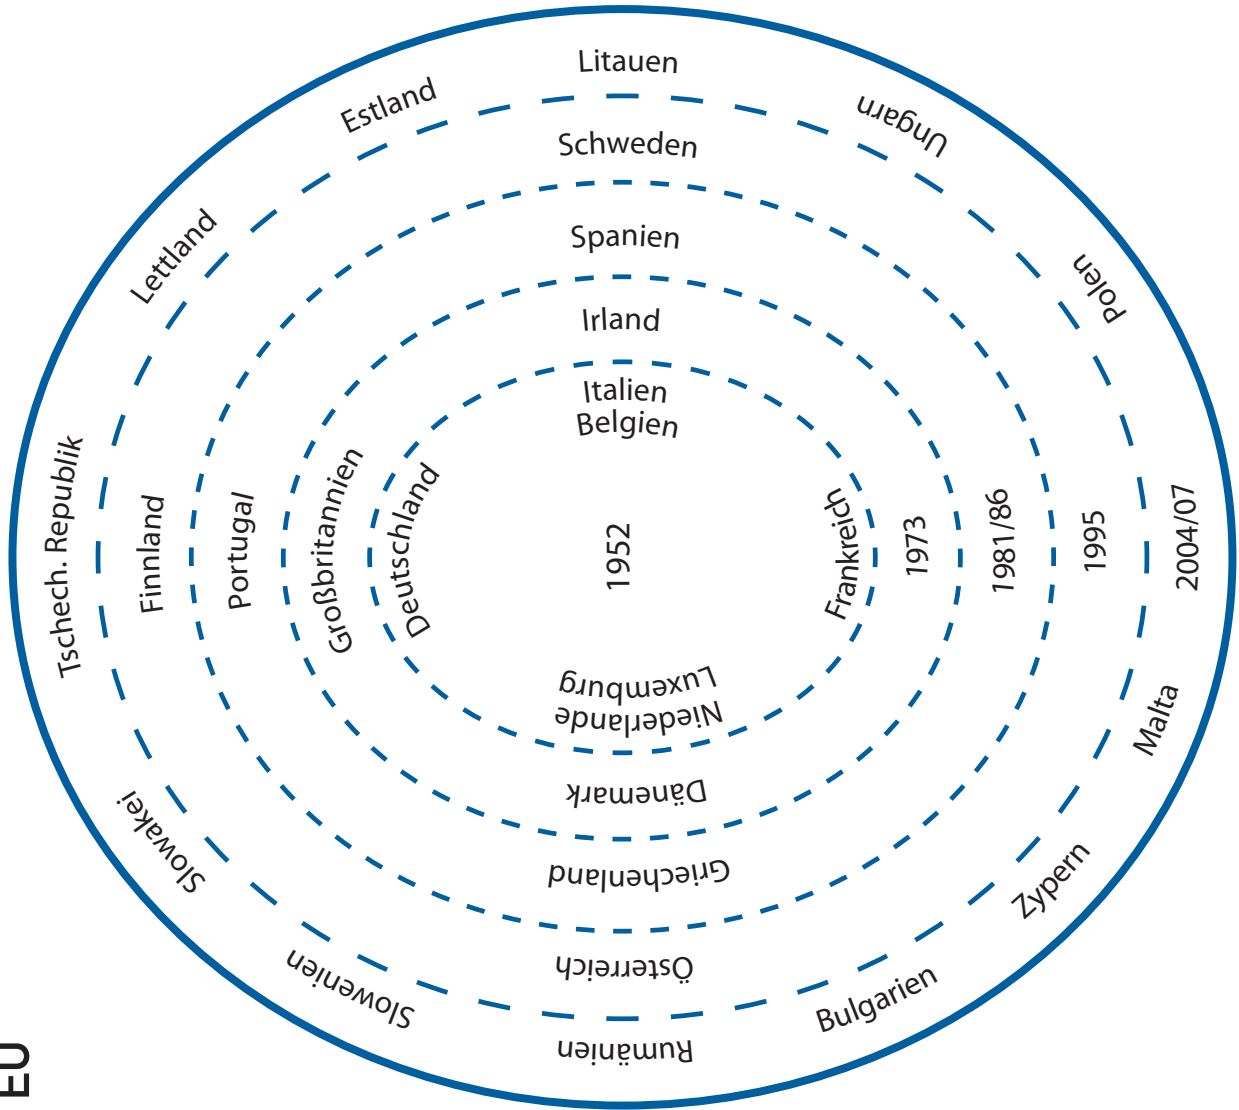 EU
1952
Italien
Belgien
Frankreich
Luxemburg
Niederlande
Deutschland
1973
Irland
Dänemark
Großbritannien
1981/86
Spanien
Griechenland
Portugal
1995
Schweden
Österreich
Finnland
2004/07
Litauen
Ungarn
Polen
Malta
Zypern
Bulgarien
Rumänien
Slowenien
Slowakei
Tschech. Republik
Lettland
Estland